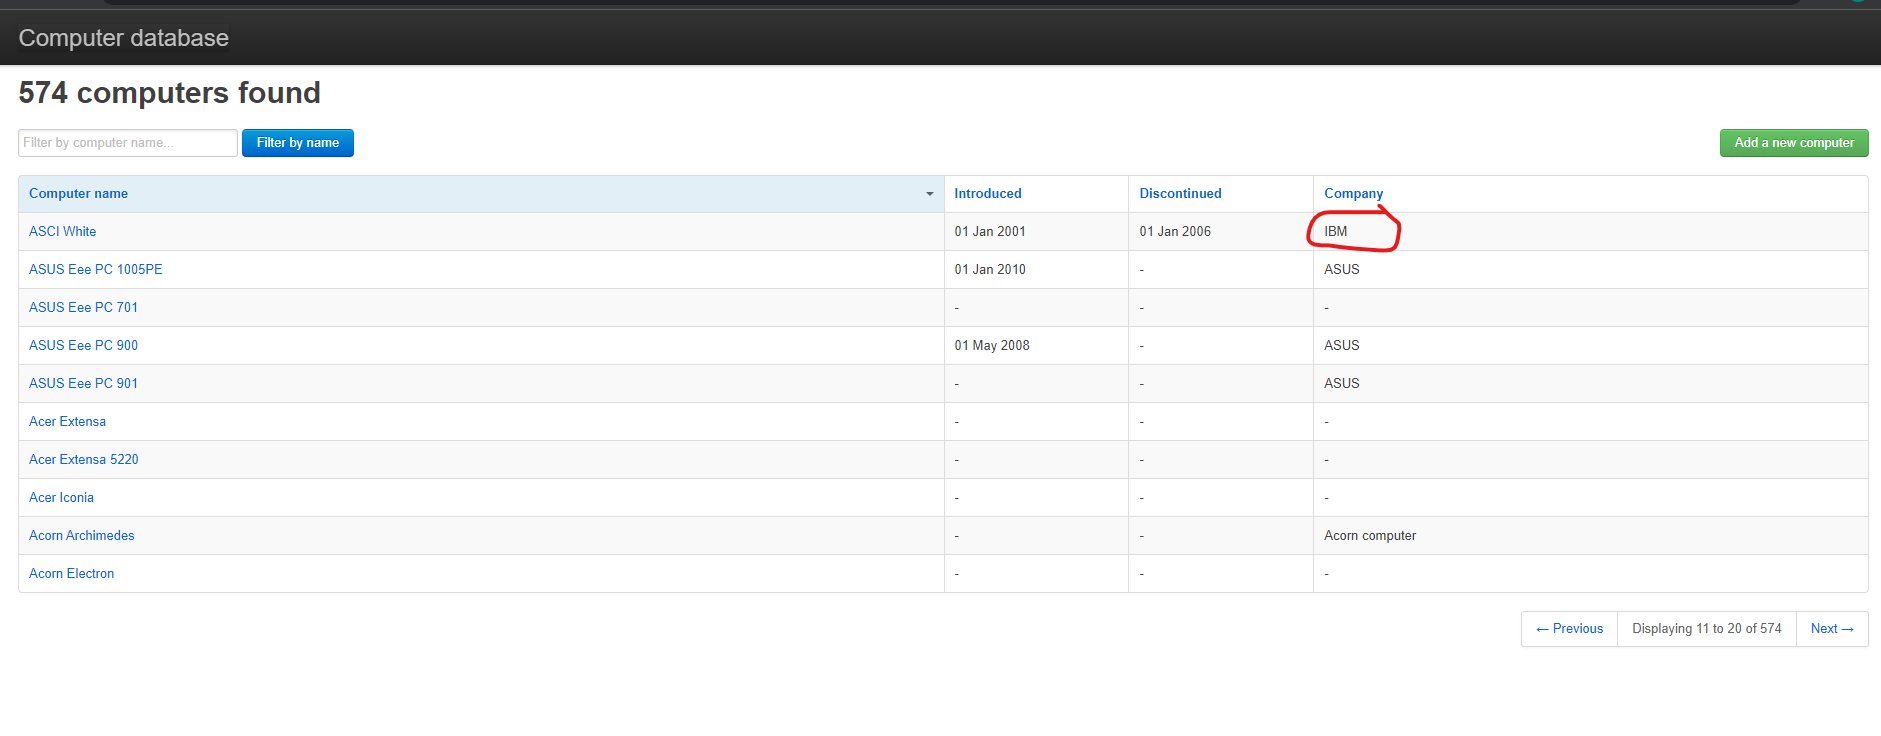 Computer database
574 computers found
Filter by computer name... Filter by name Add a new computer
Computer name Introduced Discontinued Company
ASCI White 01 Jan 2001 01 Jan 2006 IBM
ASUS Eee PC 1005PE 01 Jan 2010 - ASUS
ASUS Eee PC 701 - - -
ASUS Eee PC 900 01 May 2008 - ASUS
ASUS Eee PC 901 - - ASUS
Acer Extensa - - -
Acer Extensa 5220 - - -
Acer Iconia - - -
Acorn Archimedes - - Acorn computer
Acorn Electron - - -
← Previous Displaying 11 to 20 of 574 Next →